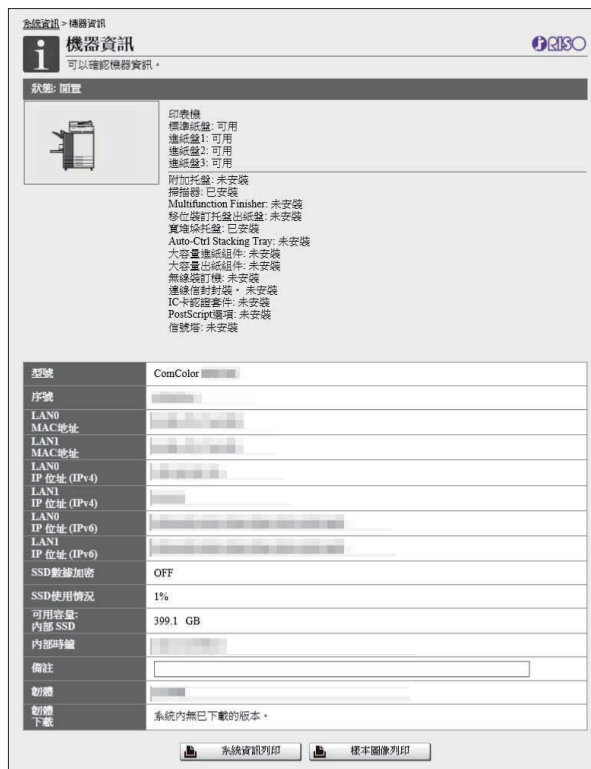 系統資訊 > 機器資訊
機器資訊
RISO
可以確認機器資訊。
狀態: 閒置
印表機
標準紙盤: 可用
進紙盤1: 可用
進紙盤2: 可用
進紙盤3: 可用
附加托盤: 未安裝
掃描器: 已安裝
Multifunction Finisher: 未安裝
移位裝訂托盤出紙盤: 未安裝
寬堆垛托盤: 已安裝
Auto-Ctrl Stacking Tray: 未安裝
大容量進紙組件: 未安裝
大容量出紙組件: 未安裝
無線裝訂機: 未安裝
連線信封封裝。 未安裝
IC卡認證套件: 未安裝
PostScript選項: 未安裝
信號塔: 未安裝
型號 ComColor
序號
LAN0
MAC地址
LAN1
MAC地址
LAN0
IP 位址 (IPv4)
LAN1
IP 位址 (IPv4)
LAN0
IP 位址 (IPv6)
LAN1
IP 位址 (IPv6)
SSD數據加密 OFF
SSD使用情況 1%
可用容量:
內部 SSD 399.1 GB
內部時鐘
備註
韌體
韌體
下載 系統內無已下載的版本。
系統資訊列印 樣本圖像列印